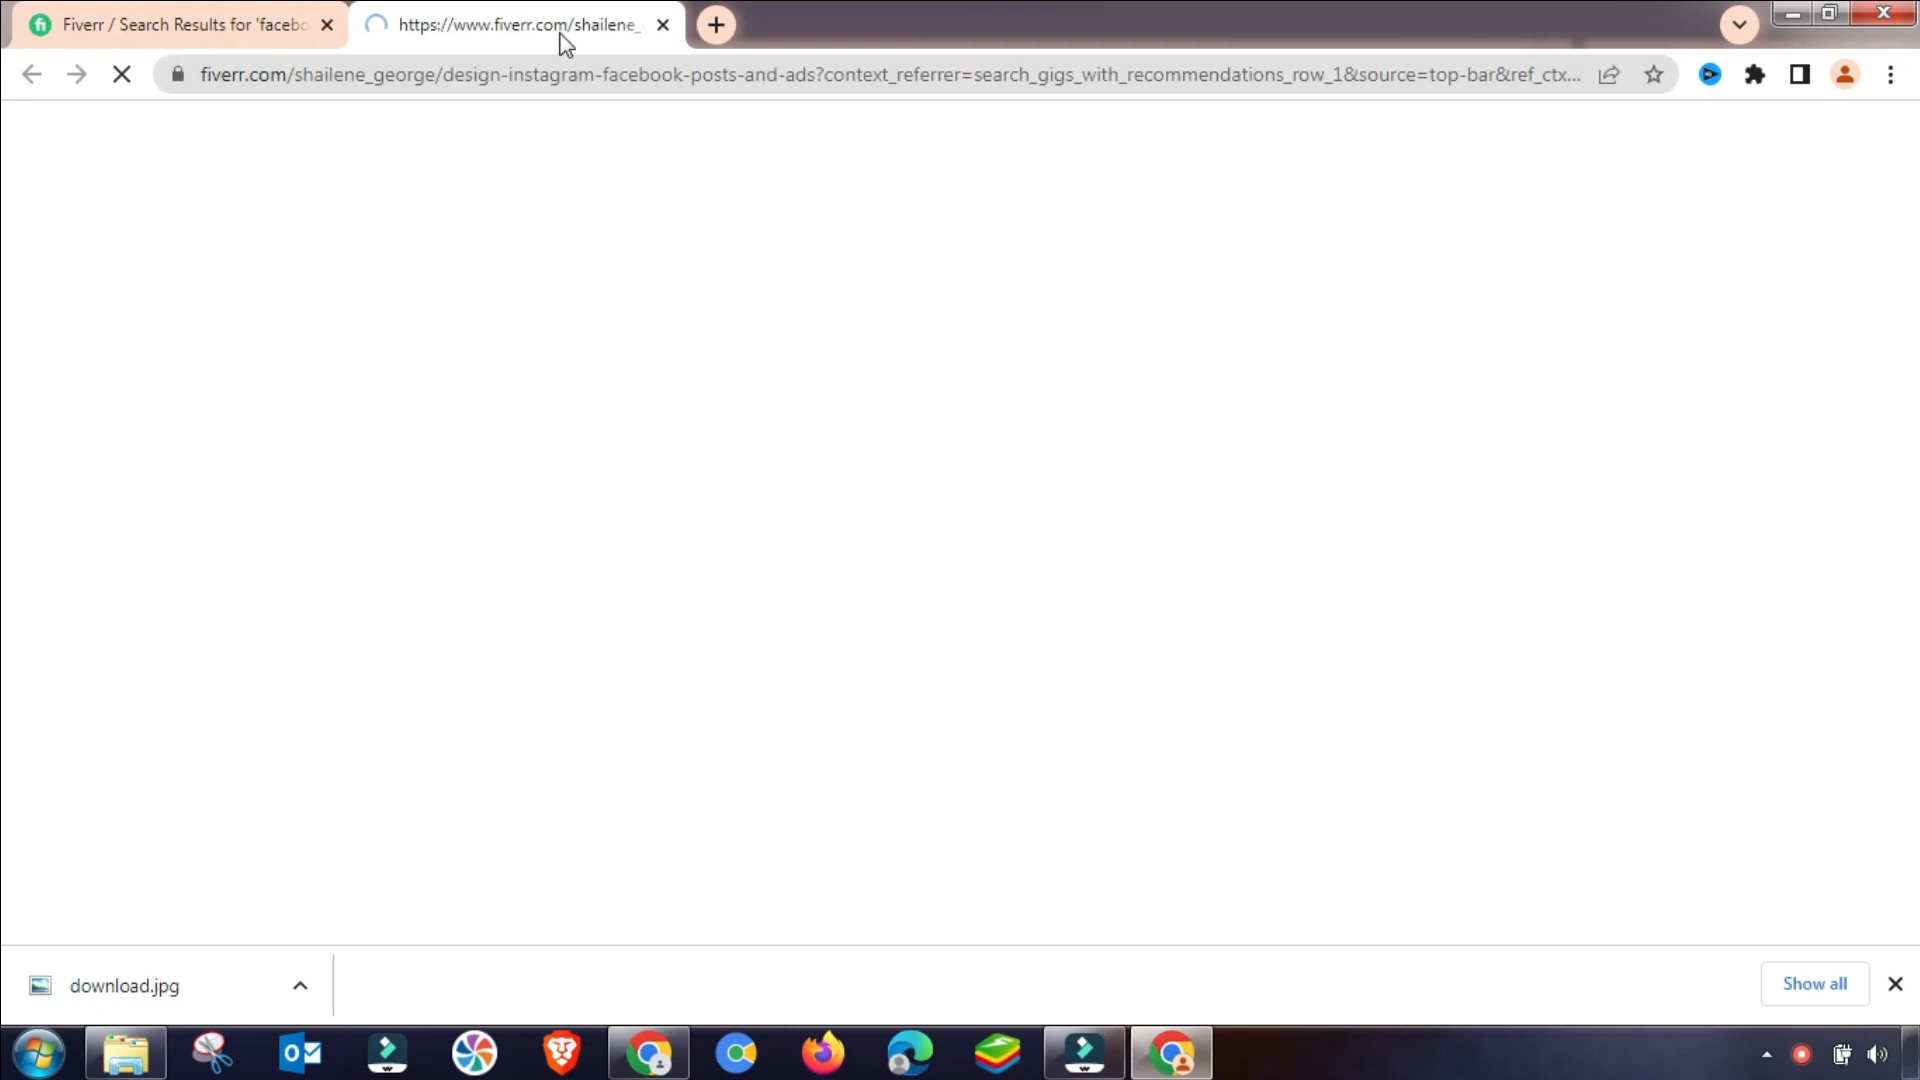 Fiverr / Search Results for 'facebo
https://www.fiverr.com/shailene_
fiverr.com/shailene_george/design-instagram-facebook-posts-and-ads?context_referrer=search_gigs_with_recommendations_row_1&source=top-bar&ref_ctx...
download.jpg
Show all